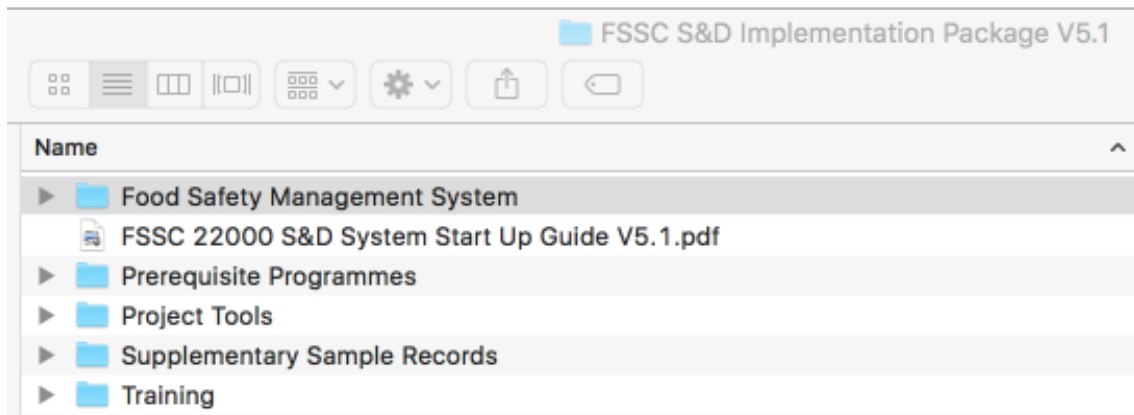 FSSC S&D Implementation Package V5.1
Name
Food Safety Management System
FSSC 22000 S&D System Start Up Guide V5.1.pdf
Prerequisite Programmes
Project Tools
Supplementary Sample Records
Training